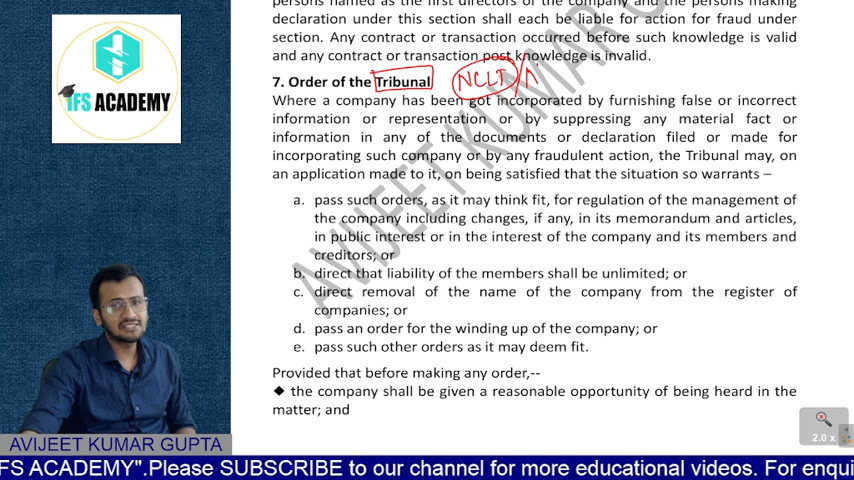 persons named as the first directors of the company and the persons making
declaration under this section shall each be liable for action for fraud under
section. Any contract or transaction occurred before such knowledge is valid
and any contract or transaction post knowledge is invalid.
7. Order of the Tribunal NCLT/
Where a company has been got incorporated by furnishing false or incorrect
information or representation or by suppressing any material fact or
information in any of the documents or declaration filed or made for
incorporating such company or by any fraudulent action, the Tribunal may, on
an application made to it, on being satisfied that the situation so warrants –
a. pass such orders, as it may think fit, for regulation of the management of
the company including changes, if any, in its memorandum and articles,
in public interest or in the interest of the company and its members and
creditors; or
b. direct that liability of the members shall be unlimited; or
c. direct removal of the name of the company from the register of
companies; or
d. pass an order for the winding up of the company; or
e. pass such other orders as it may deem fit.
Provided that before making any order,--
❖ the company shall be given a reasonable opportunity of being heard in the
matter; and
IFS ACADEMY
AVIJEET KUMAR
2.0 x
AVIJEET KUMAR GUPTA
FS ACADEMY".Please SUBSCRIBE to our channel for more educational videos. For enqui